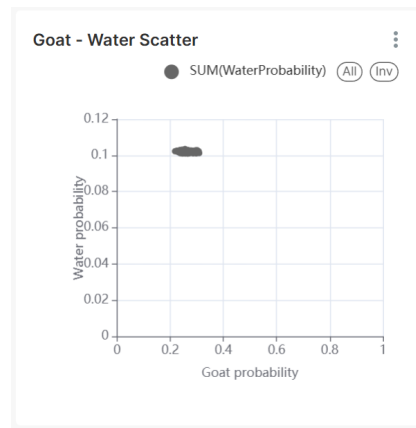 Goat - Water Scatter
SUM(WaterProbability) All Inv
0.12
0.1
0.08
0.06
0.04
0.02
0
Water probability
0 0.2 0.4 0.6 0.8 1
Goat probability